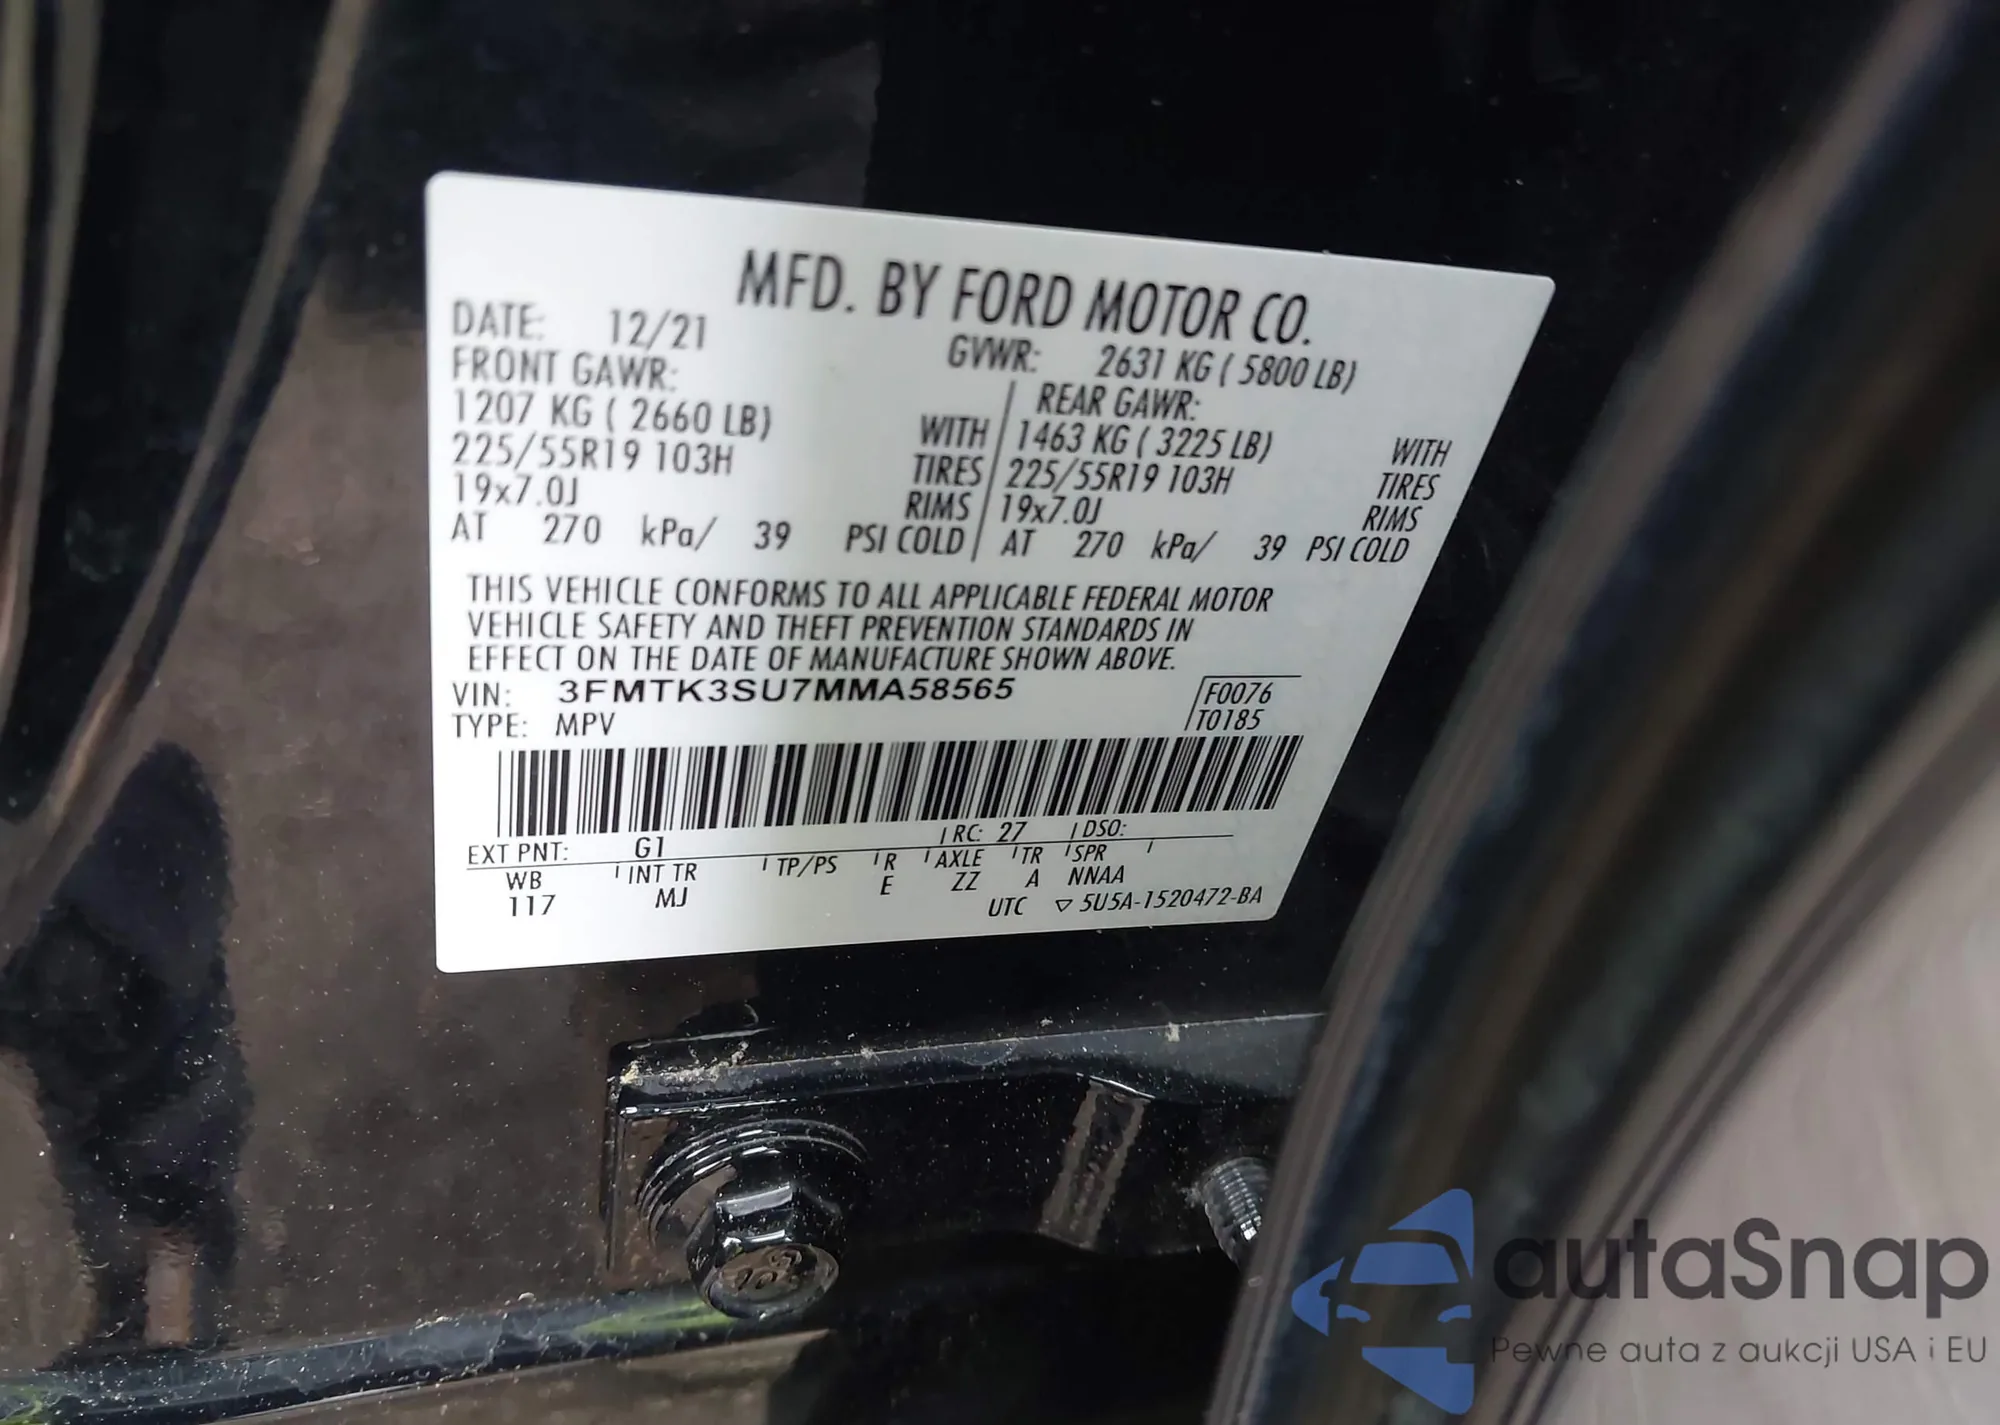 MFD. BY FORD MOTOR CO.
DATE: 12/21 GVWR: 2631 KG ( 5800 LB)
FRONT GAWR: REAR GAWR:
1207 KG ( 2660 LB) WITH 1463 KG ( 3225 LB) WITH
225/55R19 103H TIRES 225/55R19 103H TIRES
19x7.0J RIMS 19x7.0J RIMS
AT 270 kPa/ 39 PSI COLD AT 270 kPa/ 39 PSI COLD
THIS VEHICLE CONFORMS TO ALL APPLICABLE FEDERAL MOTOR
VEHICLE SAFETY AND THEFT PREVENTION STANDARDS IN
EFFECT ON THE DATE OF MANUFACTURE SHOWN ABOVE.
VIN: 3FMTK3SU7MMA58565 F0076
TYPE: MPV T0185
EXT PNT: G1 RC: 27 DSO:
WB INT TR TP/PS R AXLE TR SPR
117 MJ E ZZ A NNAA
UTC ▽ 5U5A-1520472-BA
autaSnap
Pewne auta z aukcji USA i EU